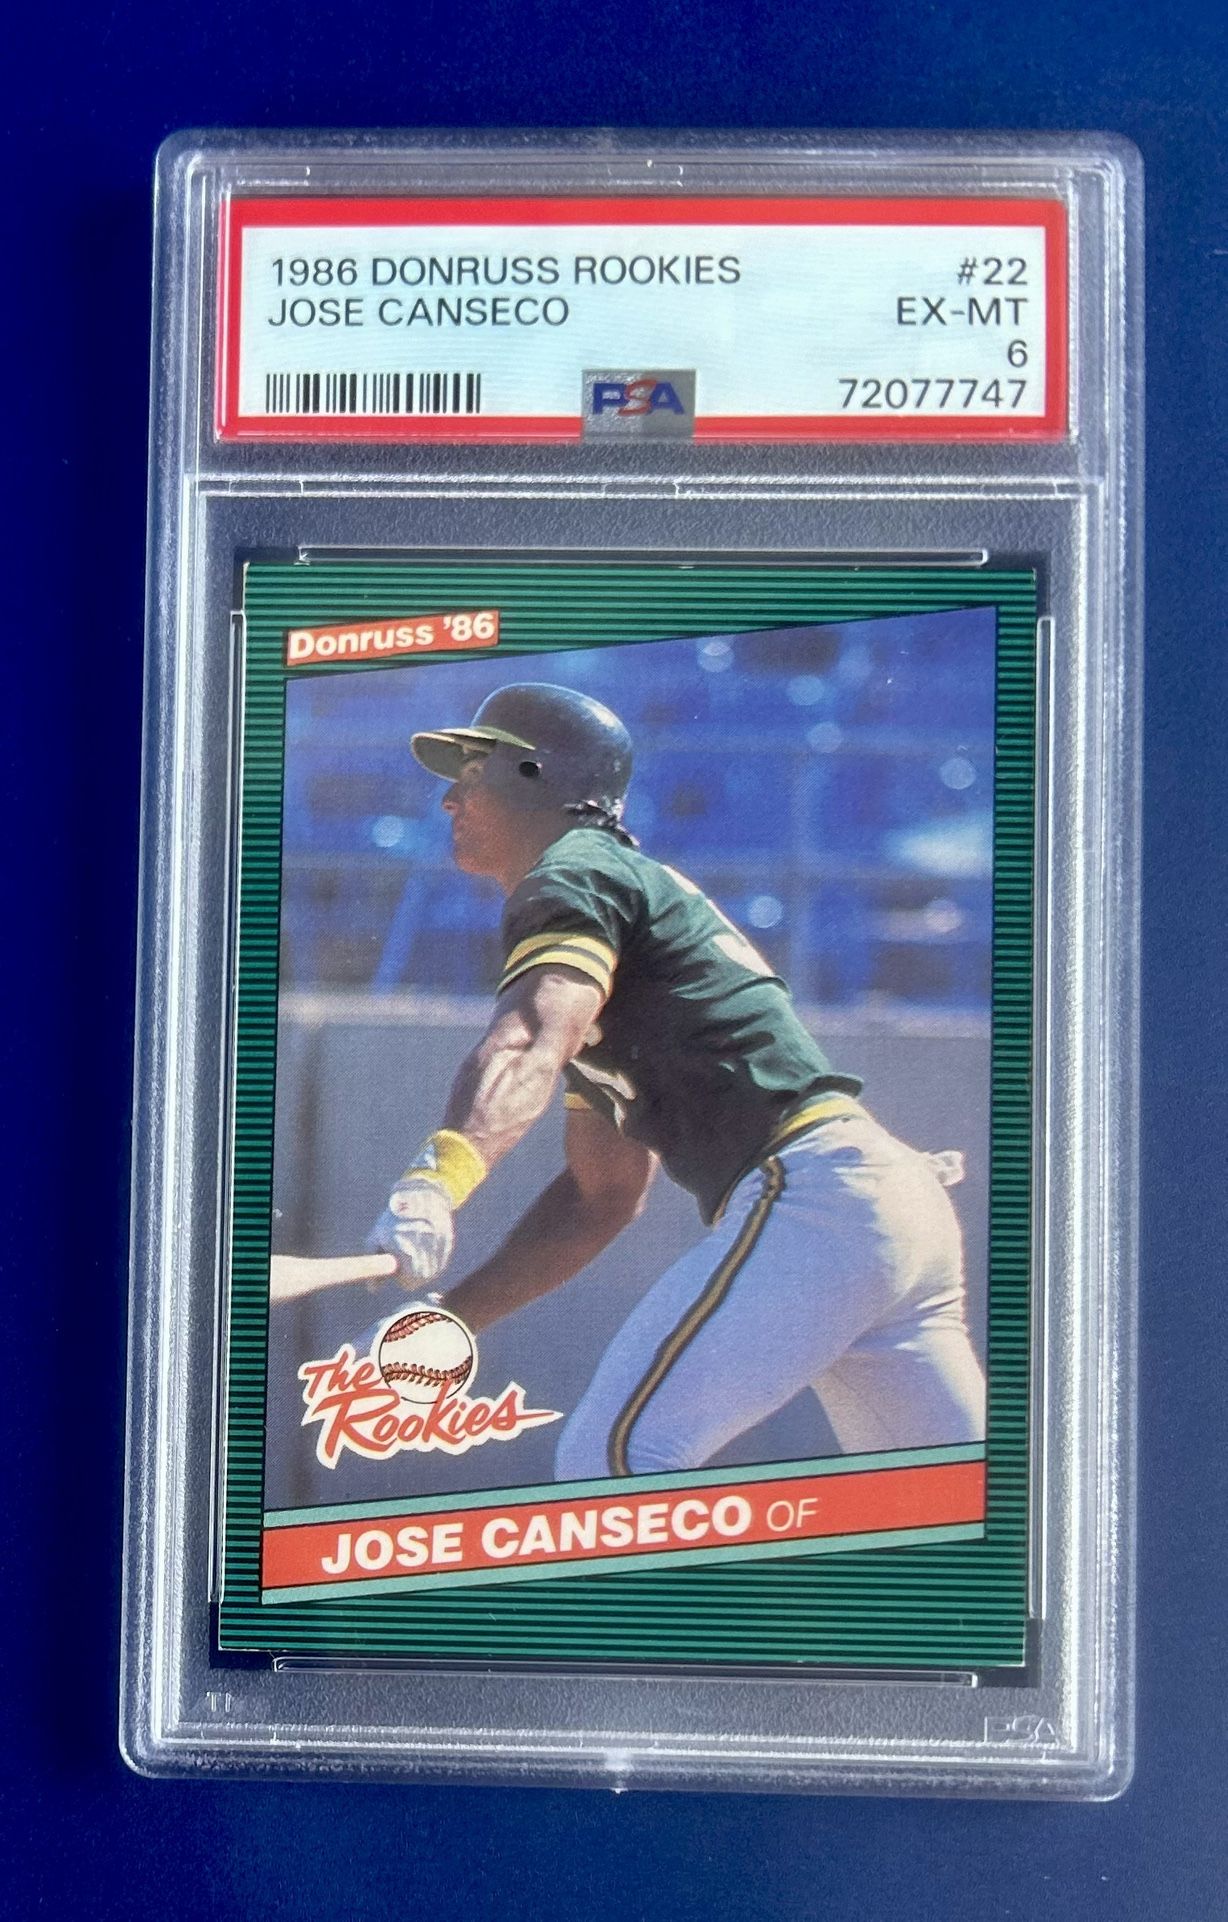 1986 DONRUSS ROOKIES #22
JOSE CANSECO EX-MT
6
PSA 72077747
Donruss '86
The
Rookies
JOSE CANSECO OF
PSA